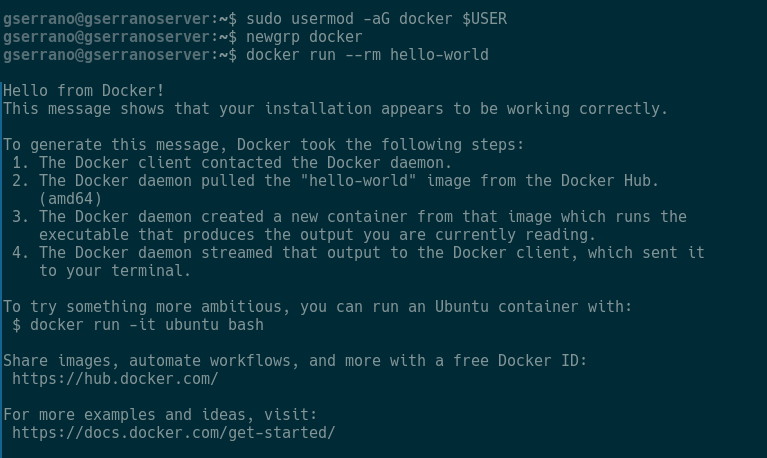 gserrano@gserranoserver:~$ sudo usermod -aG docker $USER
gserrano@gserranoserver:~$ newgrp docker
gserrano@gserranoserver:~$ docker run --rm hello-world

Hello from Docker!
This message shows that your installation appears to be working correctly.

To generate this message, Docker took the following steps:
 1. The Docker client contacted the Docker daemon.
 2. The Docker daemon pulled the "hello-world" image from the Docker Hub.
    (amd64)
 3. The Docker daemon created a new container from that image which runs the
    executable that produces the output you are currently reading.
 4. The Docker daemon streamed that output to the Docker client, which sent it
    to your terminal.

To try something more ambitious, you can run an Ubuntu container with:
 $ docker run -it ubuntu bash

Share images, automate workflows, and more with a free Docker ID:
 https://hub.docker.com/

For more examples and ideas, visit:
 https://docs.docker.com/get-started/